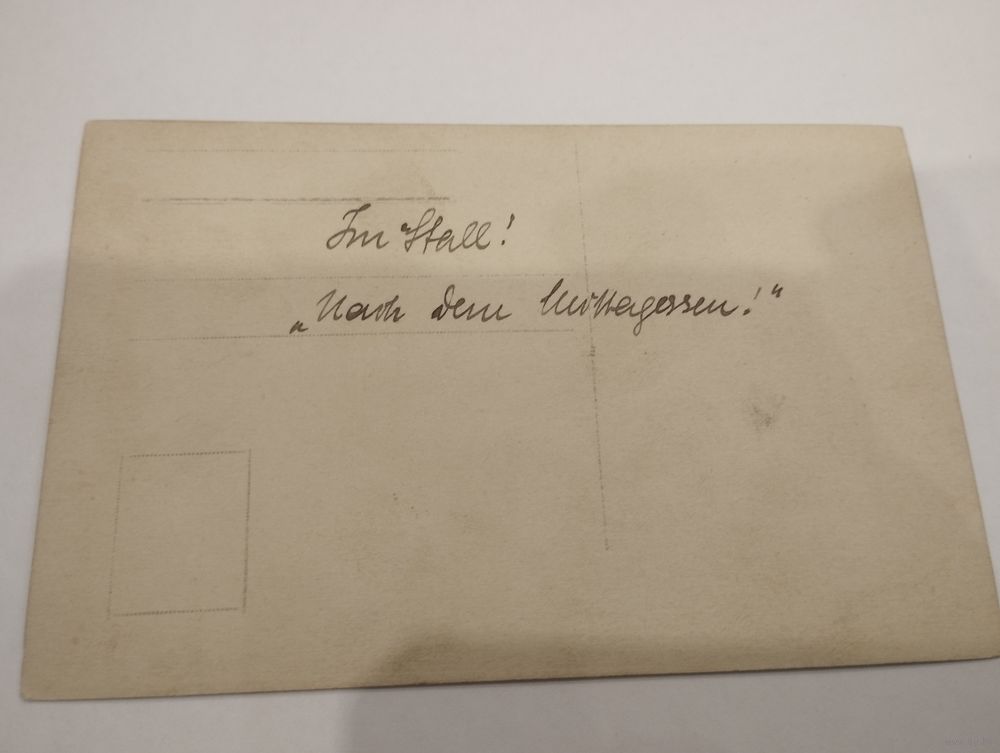 Im Stall!
„Nach dem Mittagessen!“